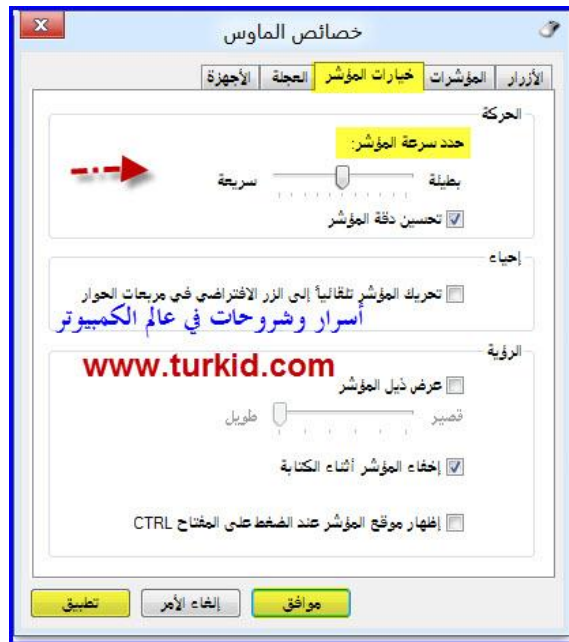 خصائص الماوس
الأزرار المؤشرات خيارات المؤشر العجلة الأجهزة
الحركة
حدد سرعة المؤشر:
بطيئة سريعة
تحسين دقة المؤشر
إحياء
تحريك المؤشر تلقائياً إلى الزر الافتراضي في مربعات الحوار
أسرار وشروحات في عالم الكمبيوتر
الرؤية
www.turkid.com
عرض ذيل المؤشر
قصير طويل
إخفاء المؤشر أثناء الكتابة
إظهار موقع المؤشر عند الضغط على المفتاح CTRL
موافق إلغاء الأمر تطبيق